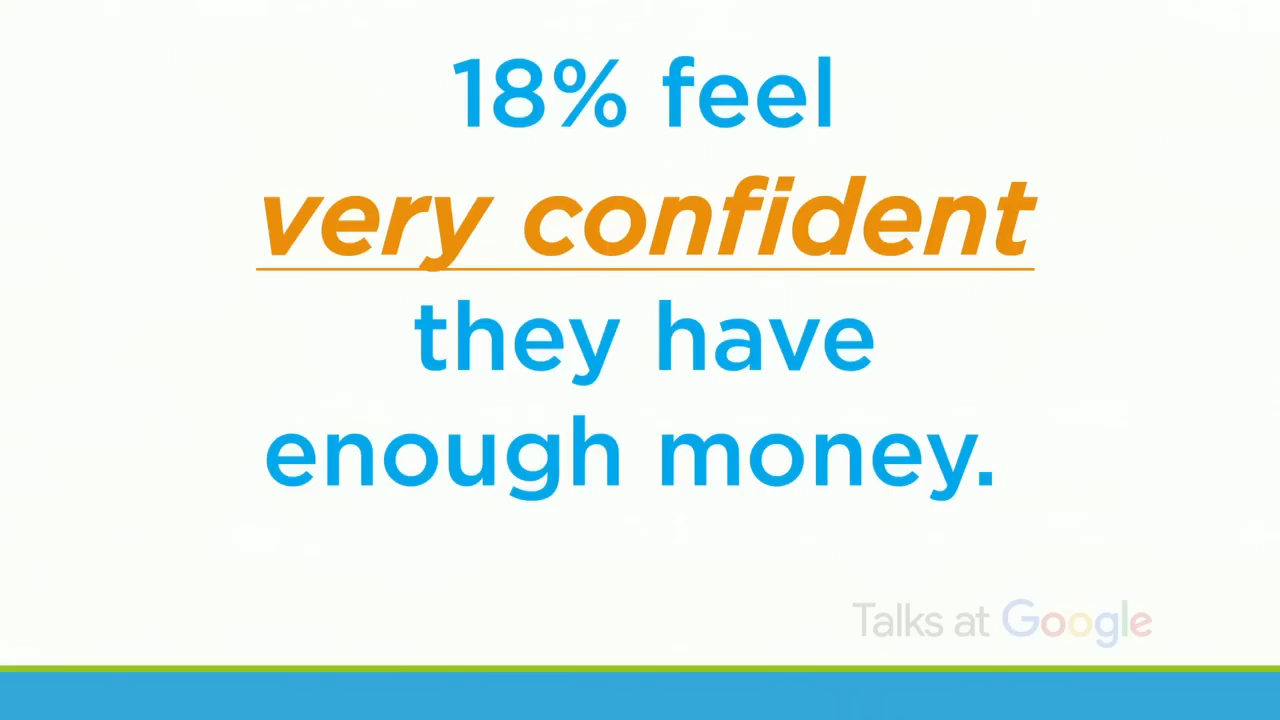 18% feel
very confident
they have
enough money.
Talks at Google